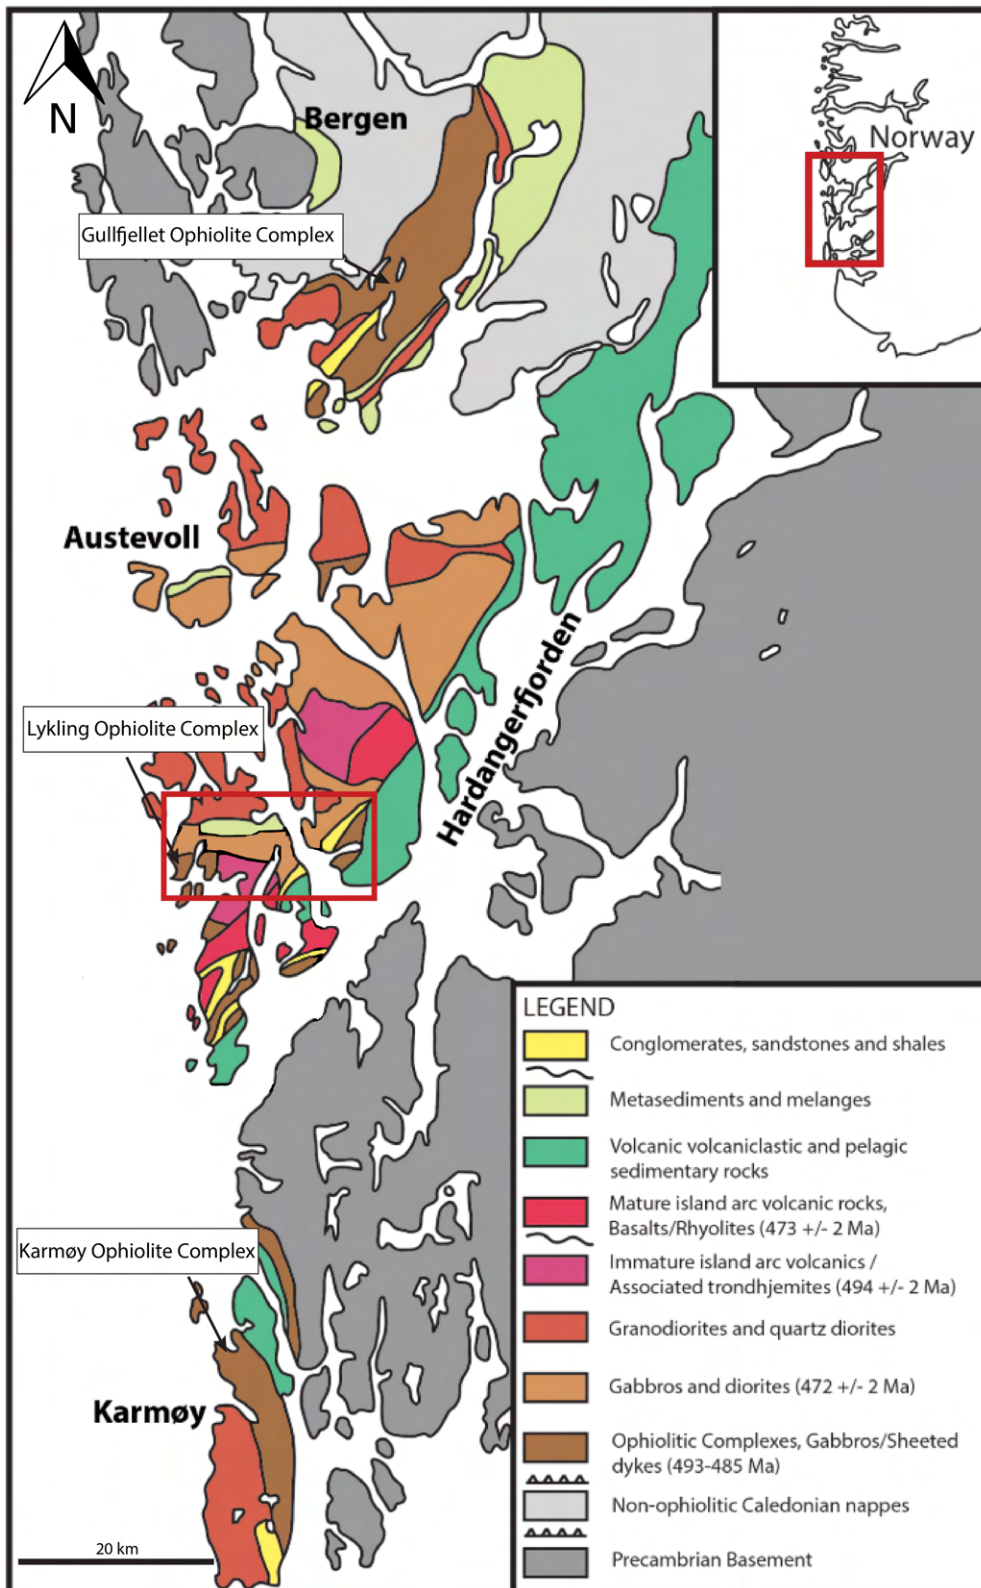 N
Bergen
Norway
Gullfjellet Ophiolite Complex
Austevoll
Hardangerfjorden
Lykling Ophiolite Complex
Karmøy Ophiolite Complex
Karmøy
20 km
LEGEND
Conglomerates, sandstones and shales
Metasediments and melanges
Volcanic volcaniclastic and pelagic
sedimentary rocks
Mature island arc volcanic rocks,
Basalts/Rhyolites (473 +/- 2 Ma)
Immature island arc volcanics /
Associated trondhjemites (494 +/- 2 Ma)
Granodiorites and quartz diorites
Gabbros and diorites (472 +/- 2 Ma)
Ophiolitic Complexes, Gabbros/Sheeted
dykes (493-485 Ma)
Non-ophiolitic Caledonian nappes
Precambrian Basement